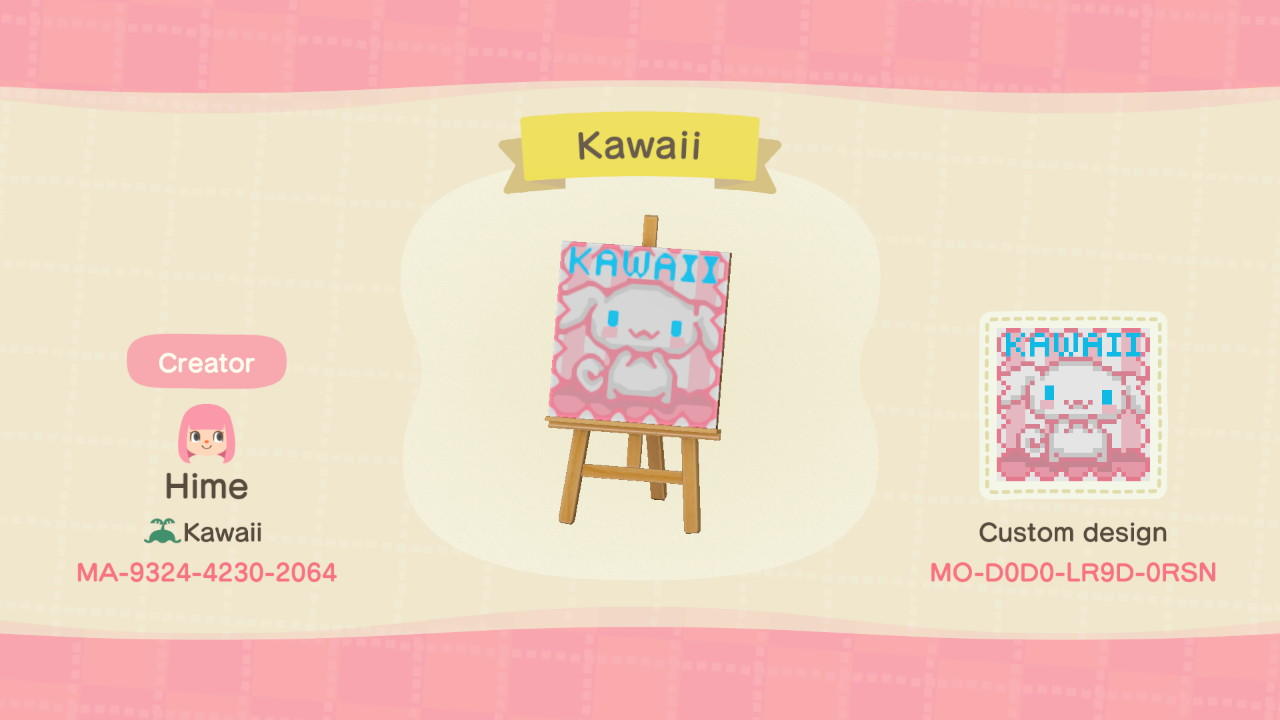 Kawaii
KAWAII
KAWAII
Creator
Hime
Kawaii
MA-9324-4230-2064
Custom design
MO-D0D0-LR9D-0RSN